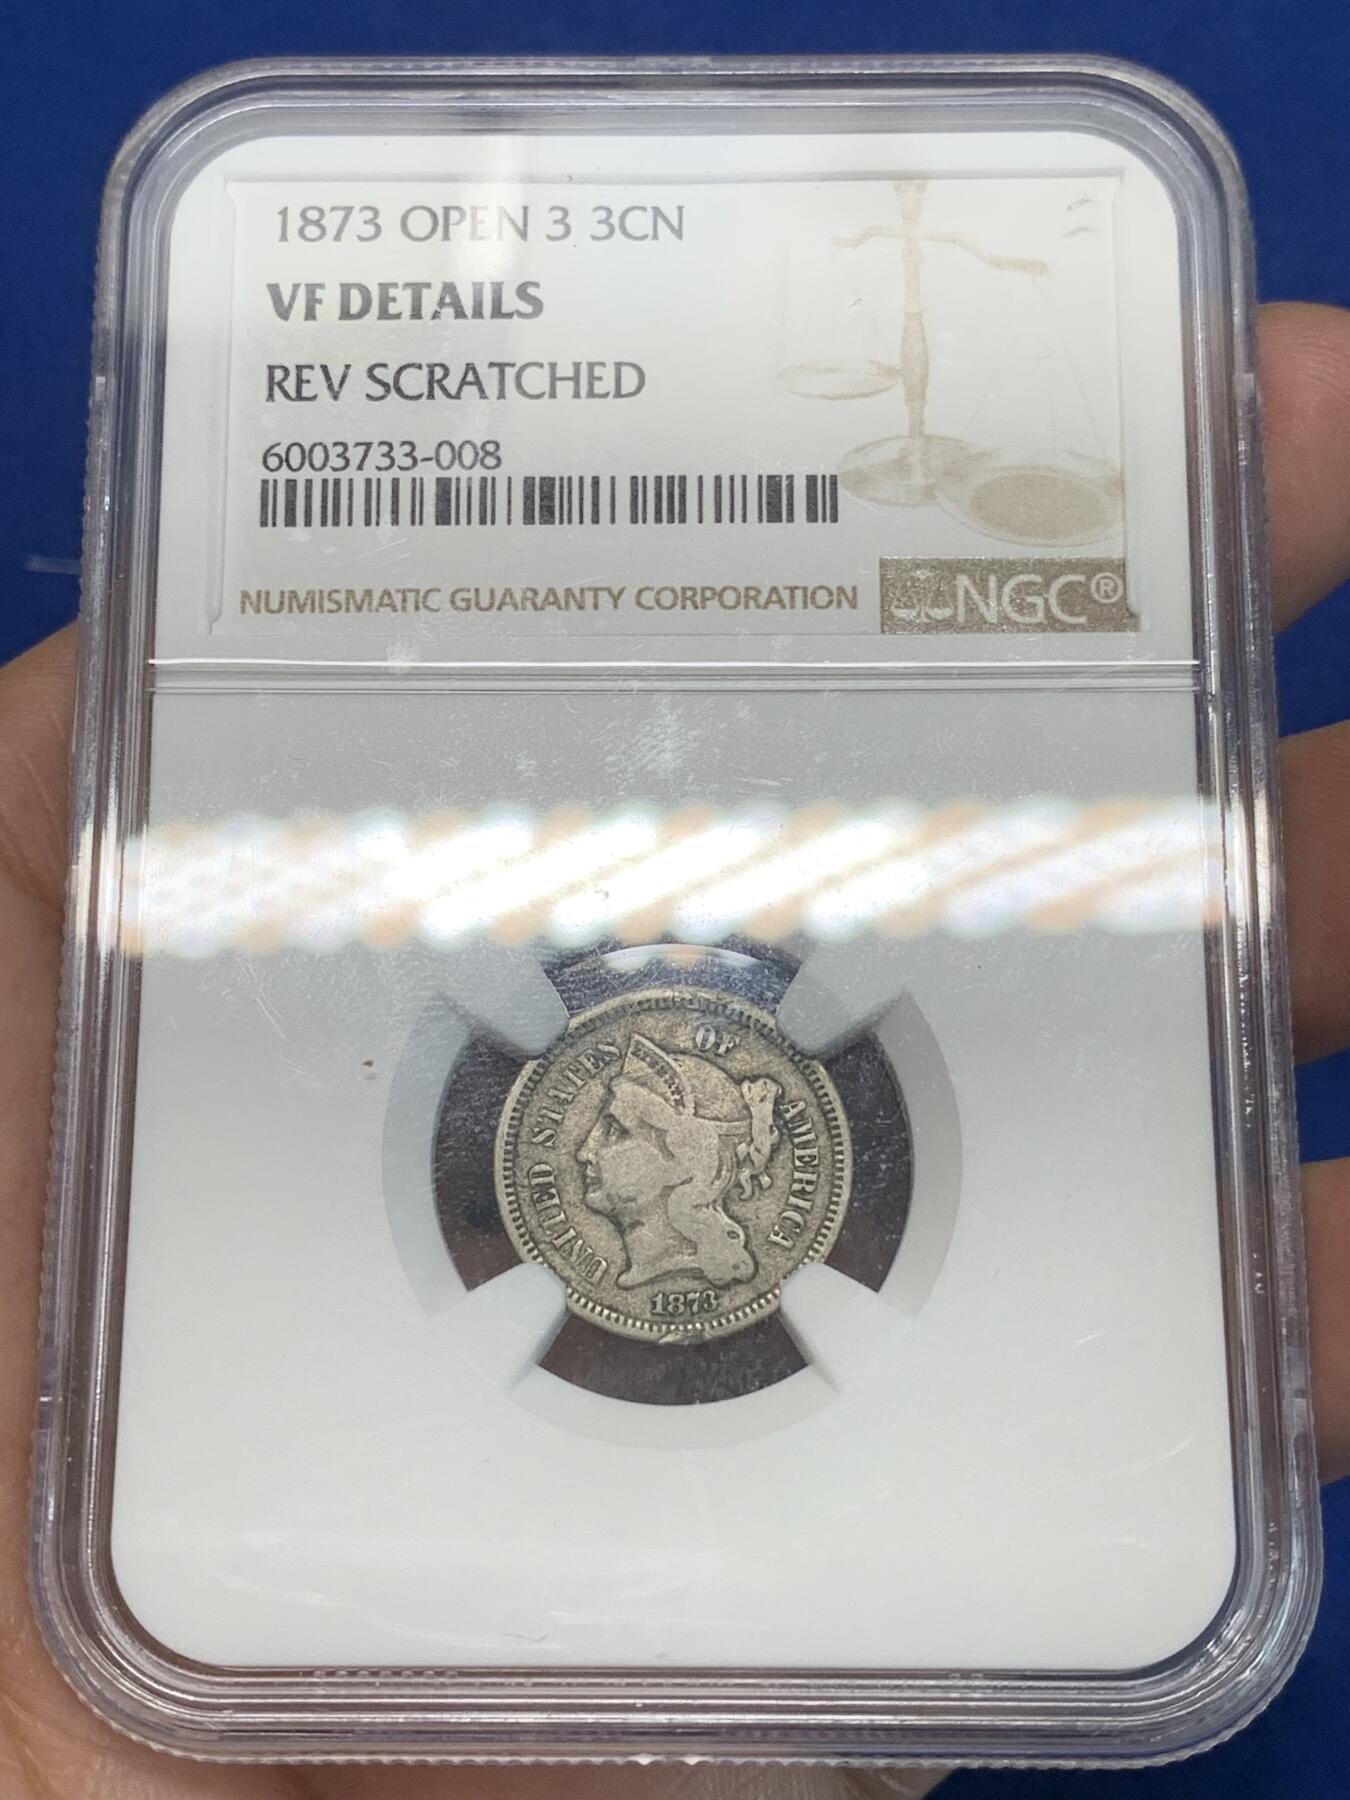 1873 OPEN 3 3CN
VF DETAILS
REV SCRATCHED
6003733-008
NUMISMATIC GUARANTY CORPORATION
NGC®
UNITED STATES OF AMERICA
LIBERTY
1873